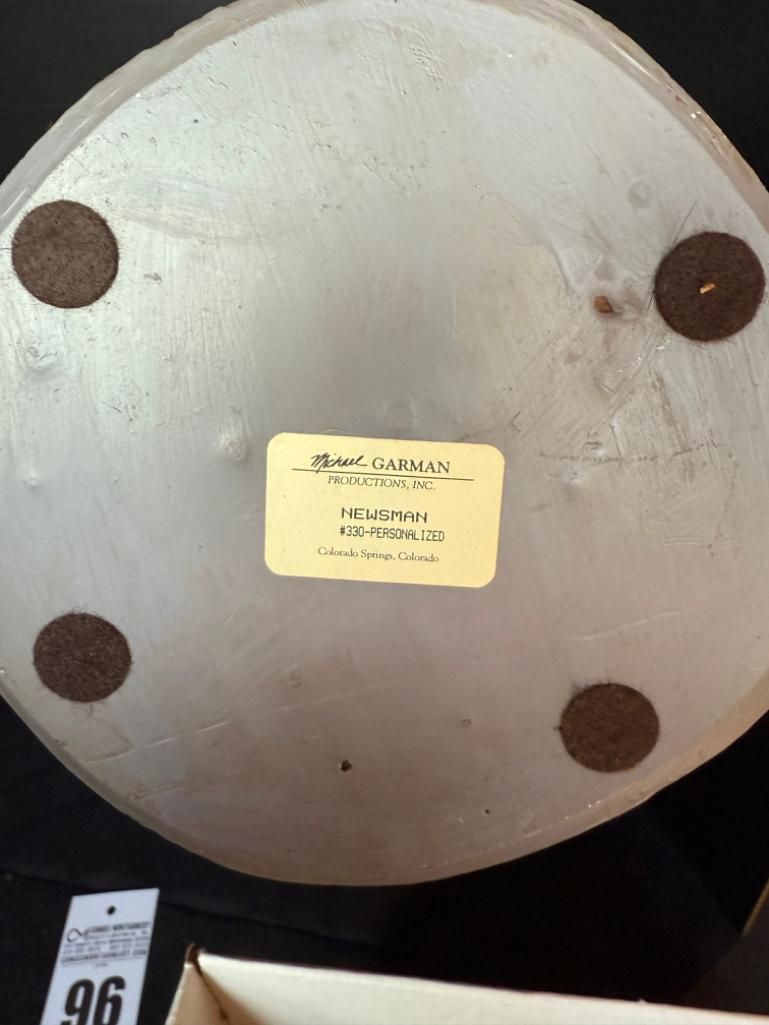 Michael GARMAN
PRODUCTIONS, INC.
NEWSMAN
#330-PERSONALIZED
Colorado Springs, Colorado
96